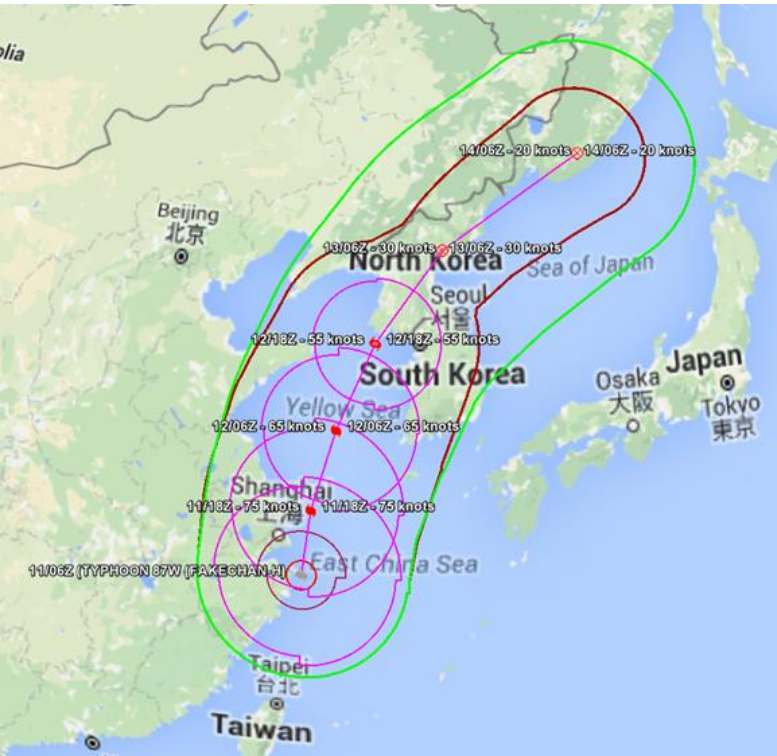 olia
14/06Z - 20 knots
14/06Z - 20 knots
Beijing
北京
13/06Z - 30 knots
13/06Z - 30 knots
North Korea
Sea of Japan
Seoul
서울
12/18Z - 55 knots
12/18Z - 55 knots
South Korea
Japan
Osaka
大阪
Tokyo
東京
Yellow Sea
12/06Z - 65 knots
12/06Z - 65 knots
Shanghai
上海
11/18Z - 75 knots
11/18Z - 75 knots
East China Sea
11/06Z (TYPHOON 87W (FAKECHAN-H)
Taipei
台北
Taiwan